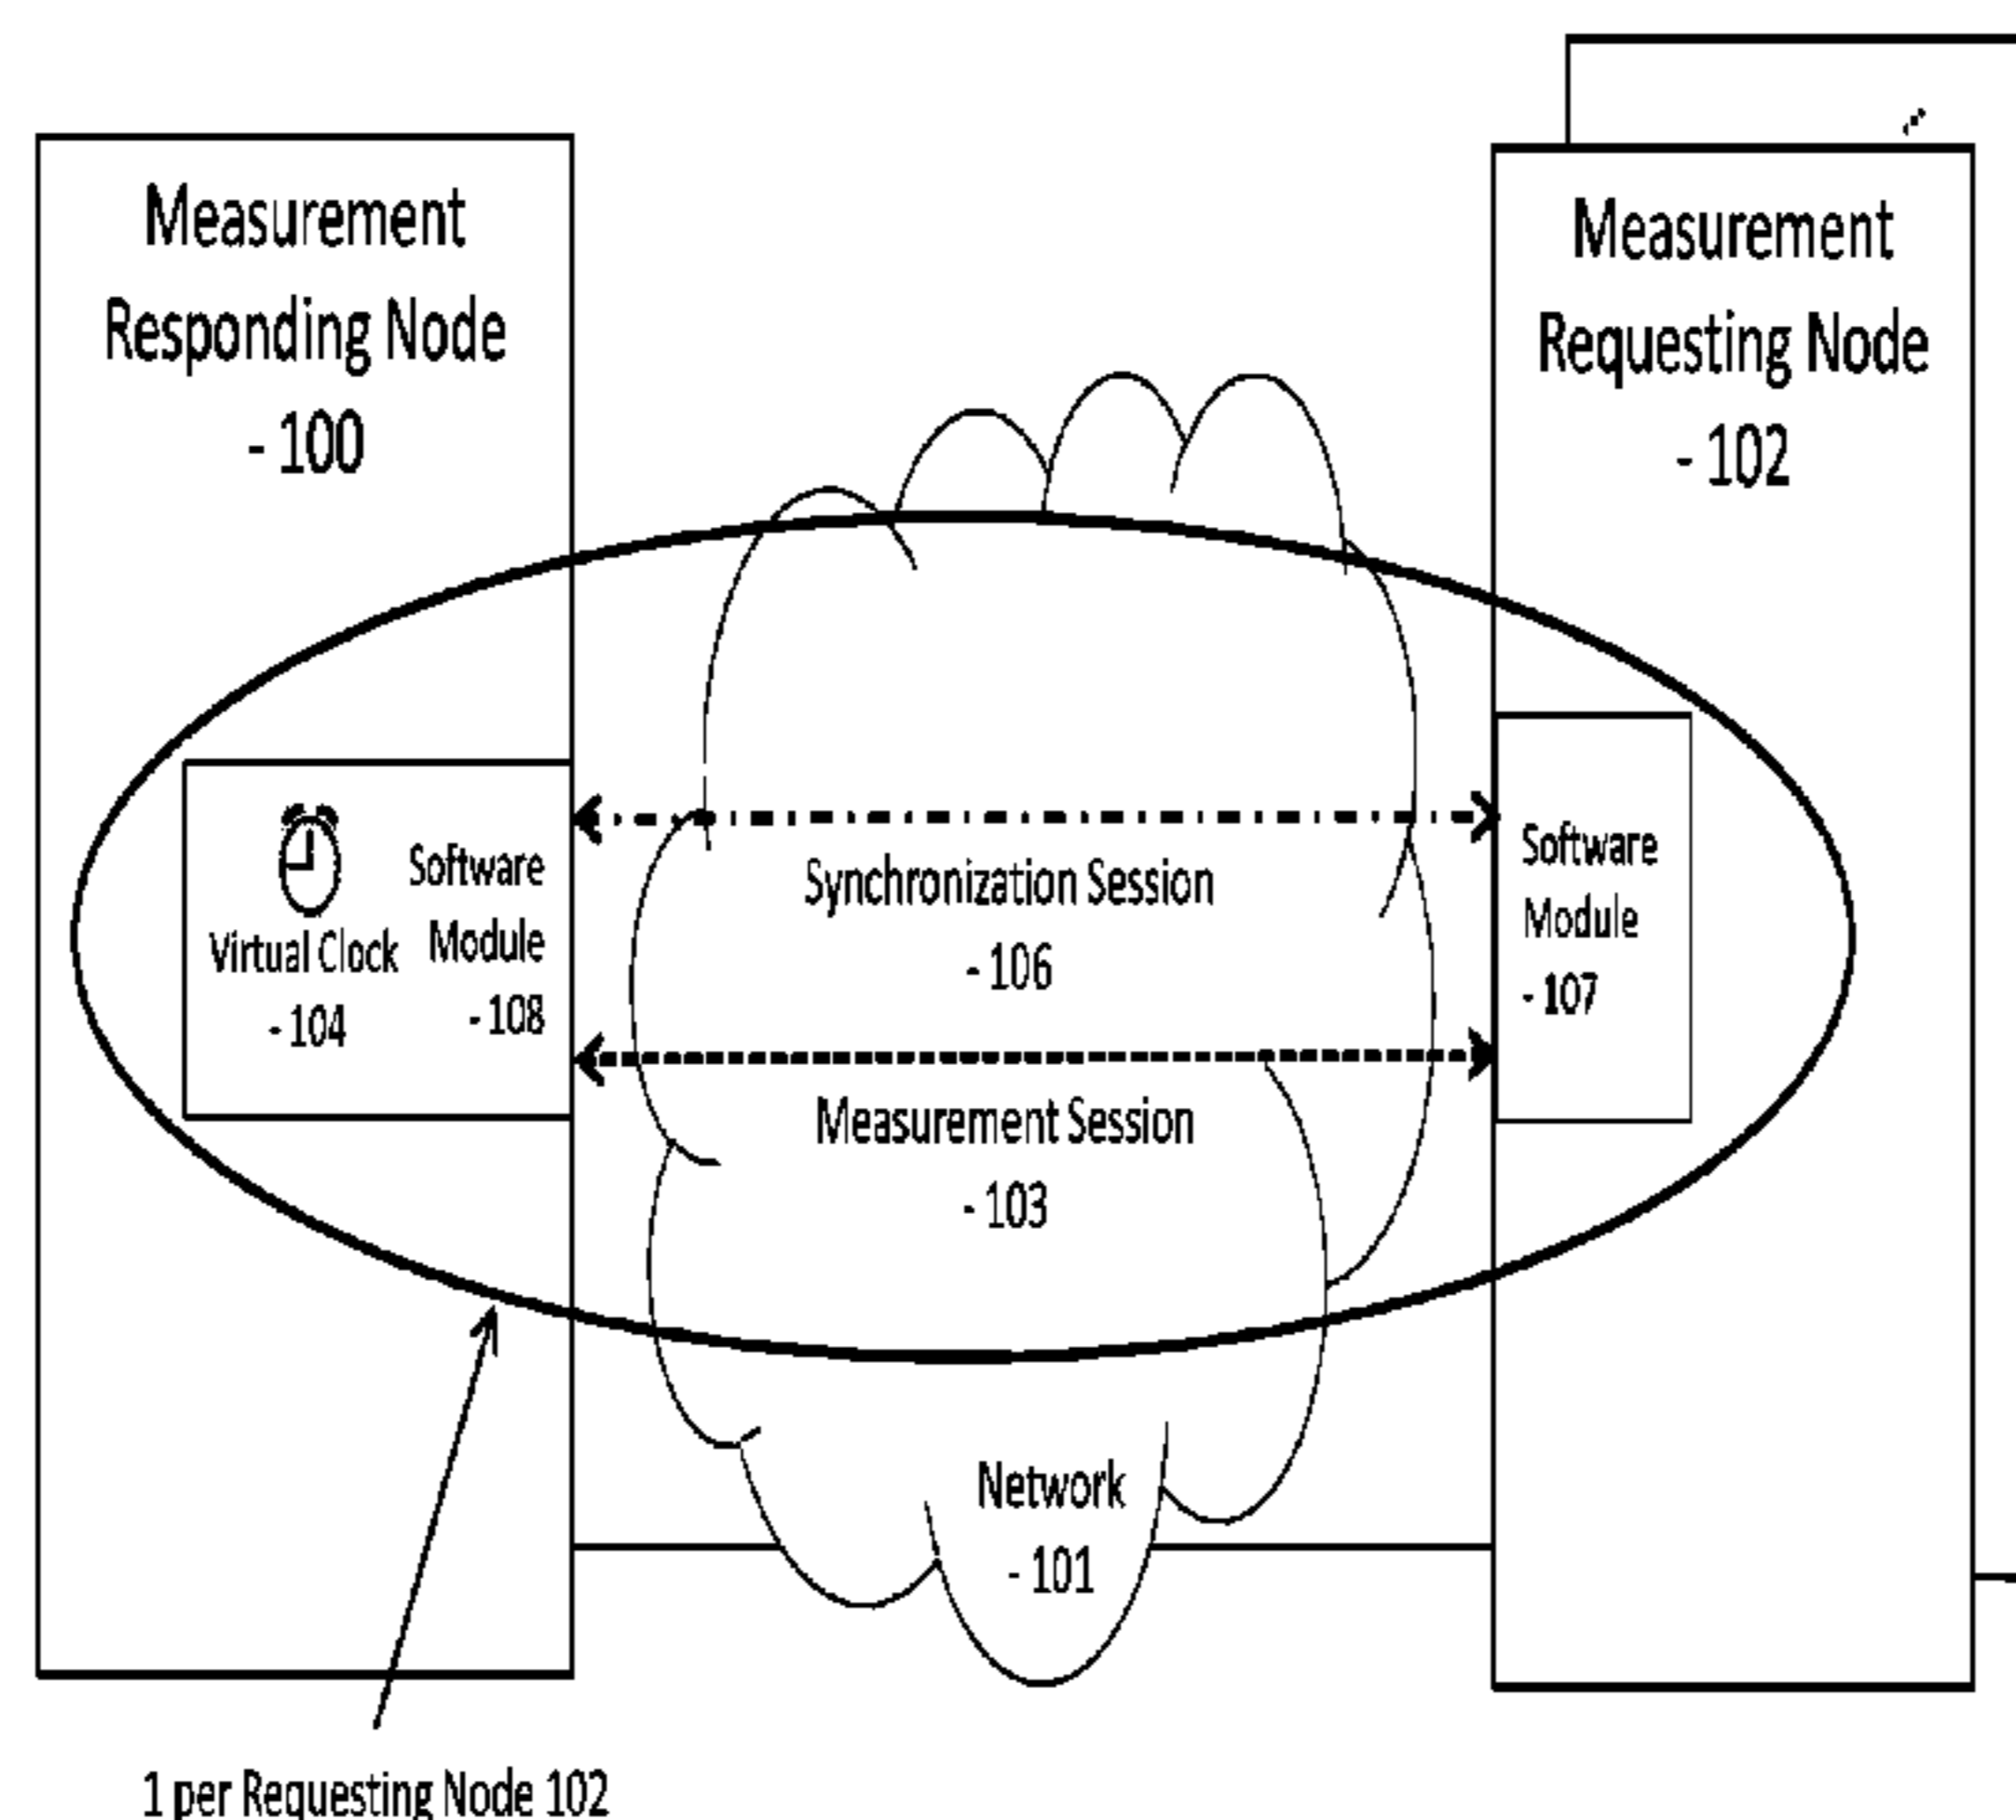 Measurement
Responding Node
- 100
Measurement
Requesting Node
- 102
Virtual Clock
- 104
Software
Module
- 108
Synchronization Session
- 106
Measurement Session
- 103
Software
Module
- 107
Network
- 101
1 per Requesting Node 102